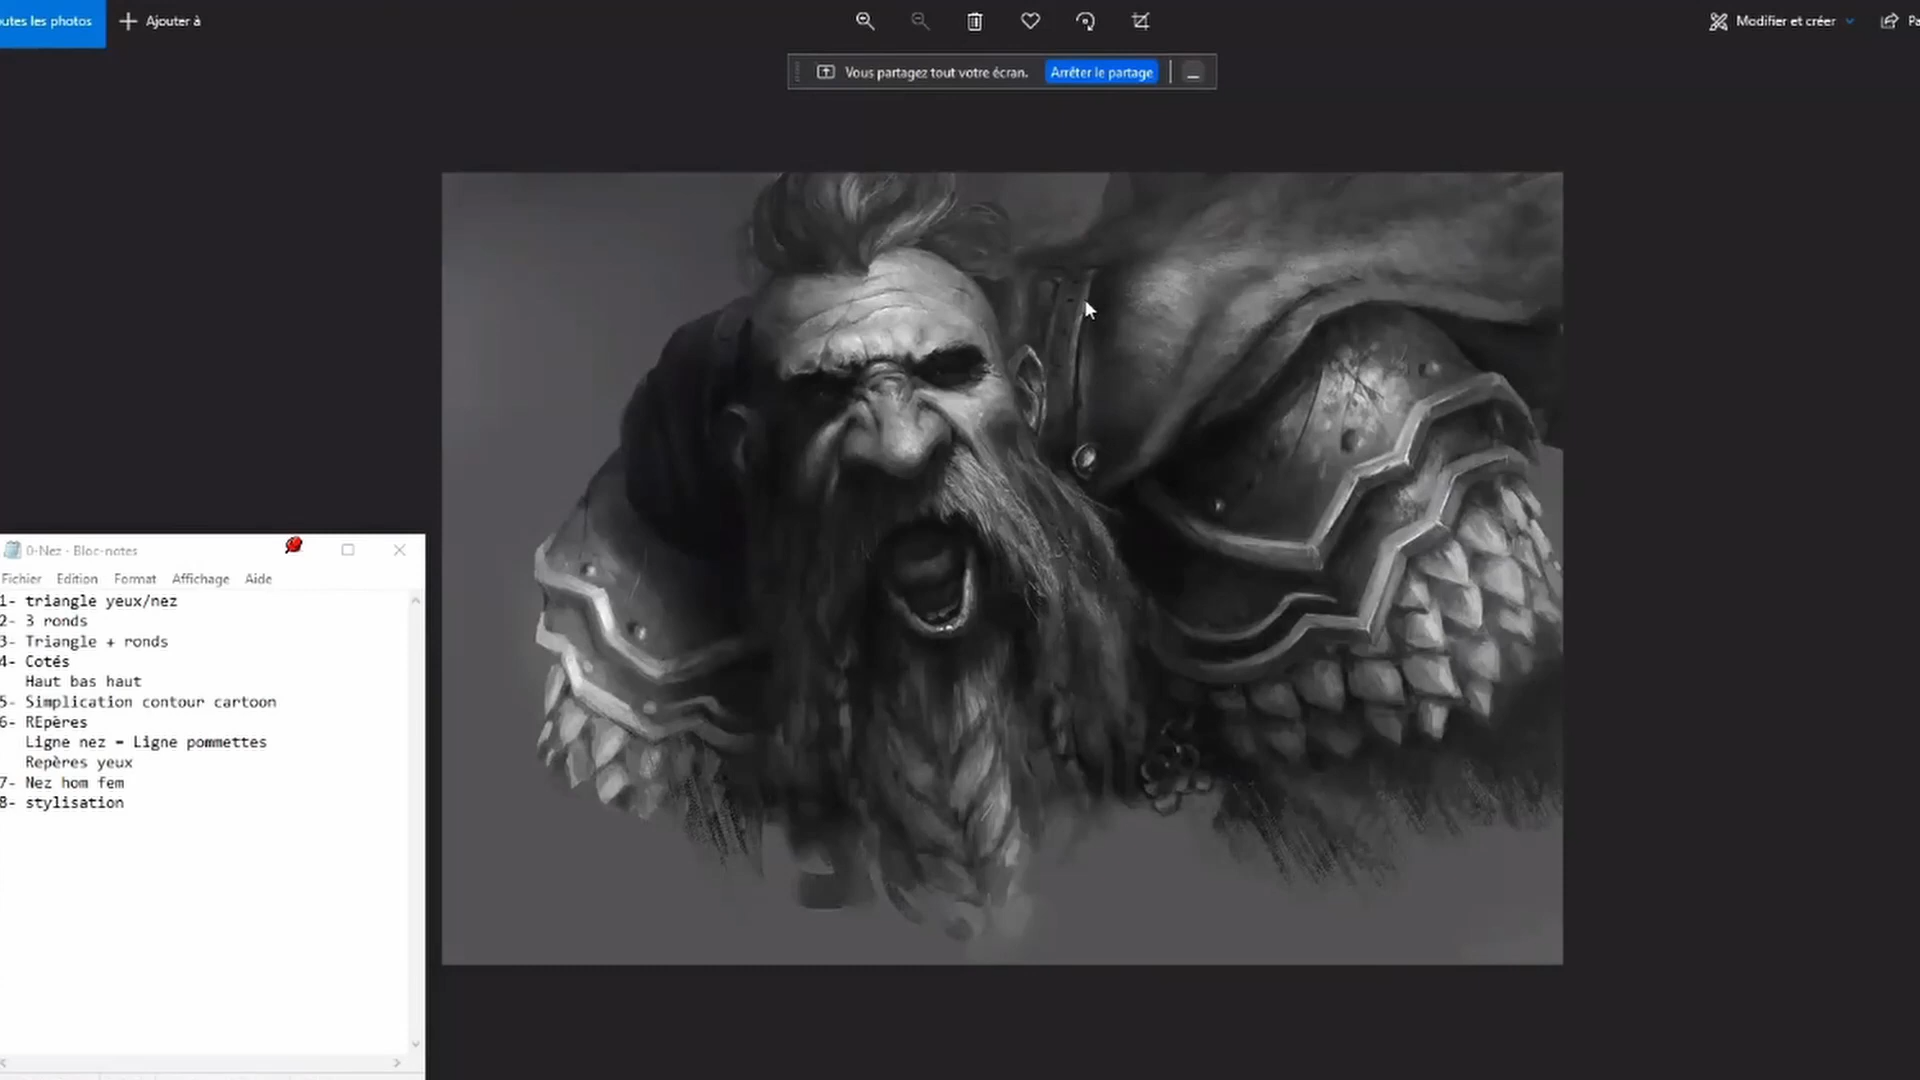 outes les photos
Ajouter à
Modifier et créer
Pa
Vous partagez tout votre écran.
Arrêter le partage
0-Nez - Bloc-notes
Fichier Edition Format Affichage Aide
1- triangle yeux/nez
2- 3 ronds
3- Triangle + ronds
4- Cotés
Haut bas haut
5- Simplication contour cartoon
6- REpères
Ligne nez = Ligne pommettes
Repères yeux
7- Nez hom fem
8- stylisation